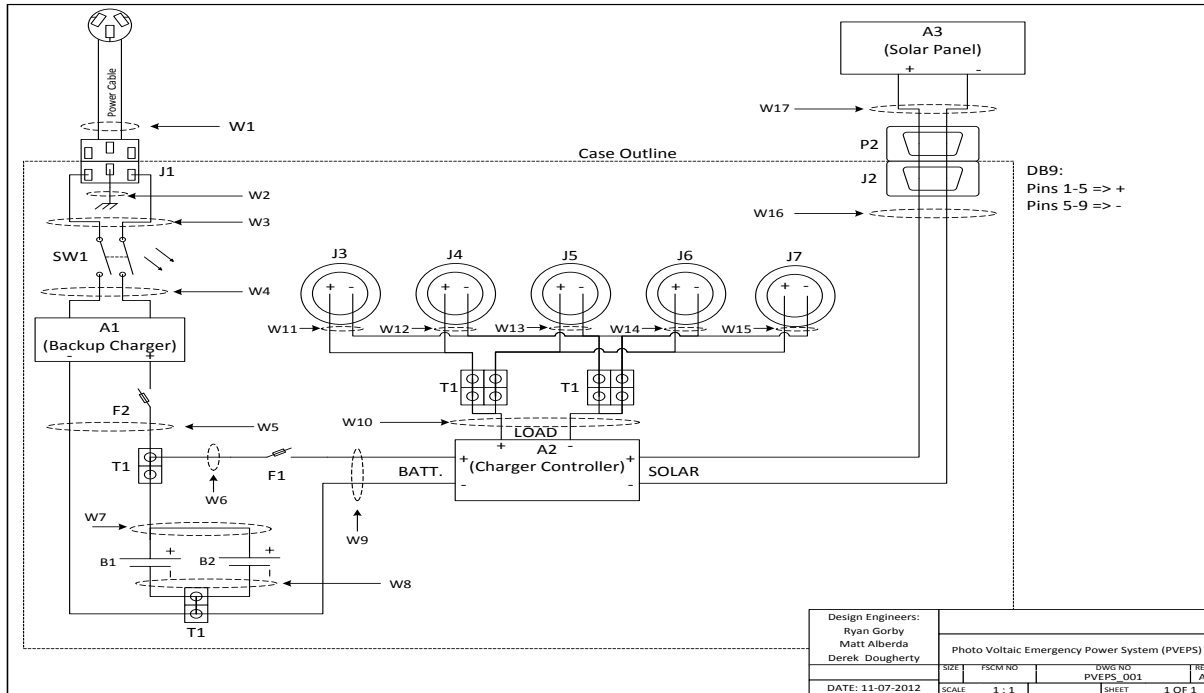 A3
(Solar Panel)
+ -
Power Cable
W17
W1
P2
Case Outline
J1
J2
DB9:
Pins 1-5 => +
Pins 5-9 => -
W2
W16
W3
SW1
J3 J4 J5 J6 J7
+ - + - + - + - + -
W4
A1
(Backup Charger)
- +
W11 W12 W13 W14 W15
T1 T1
F2
W5
W10
LOAD
+ -
A2
(Charger Controller)
T1
F1
BATT.
+ +
- -
SOLAR
W6
W7
W9
B1 + -
B2 + -
W8
T1
Design Engineers:
Ryan Gorby
Matt Alberda
Derek Dougherty
DATE: 11-07-2012
Photo Voltaic Emergency Power System (PVEPS)
SIZE FSCM NO DWG NO RE
PVEPS_001
SCALE 1 : 1 SHEET 1 OF 1